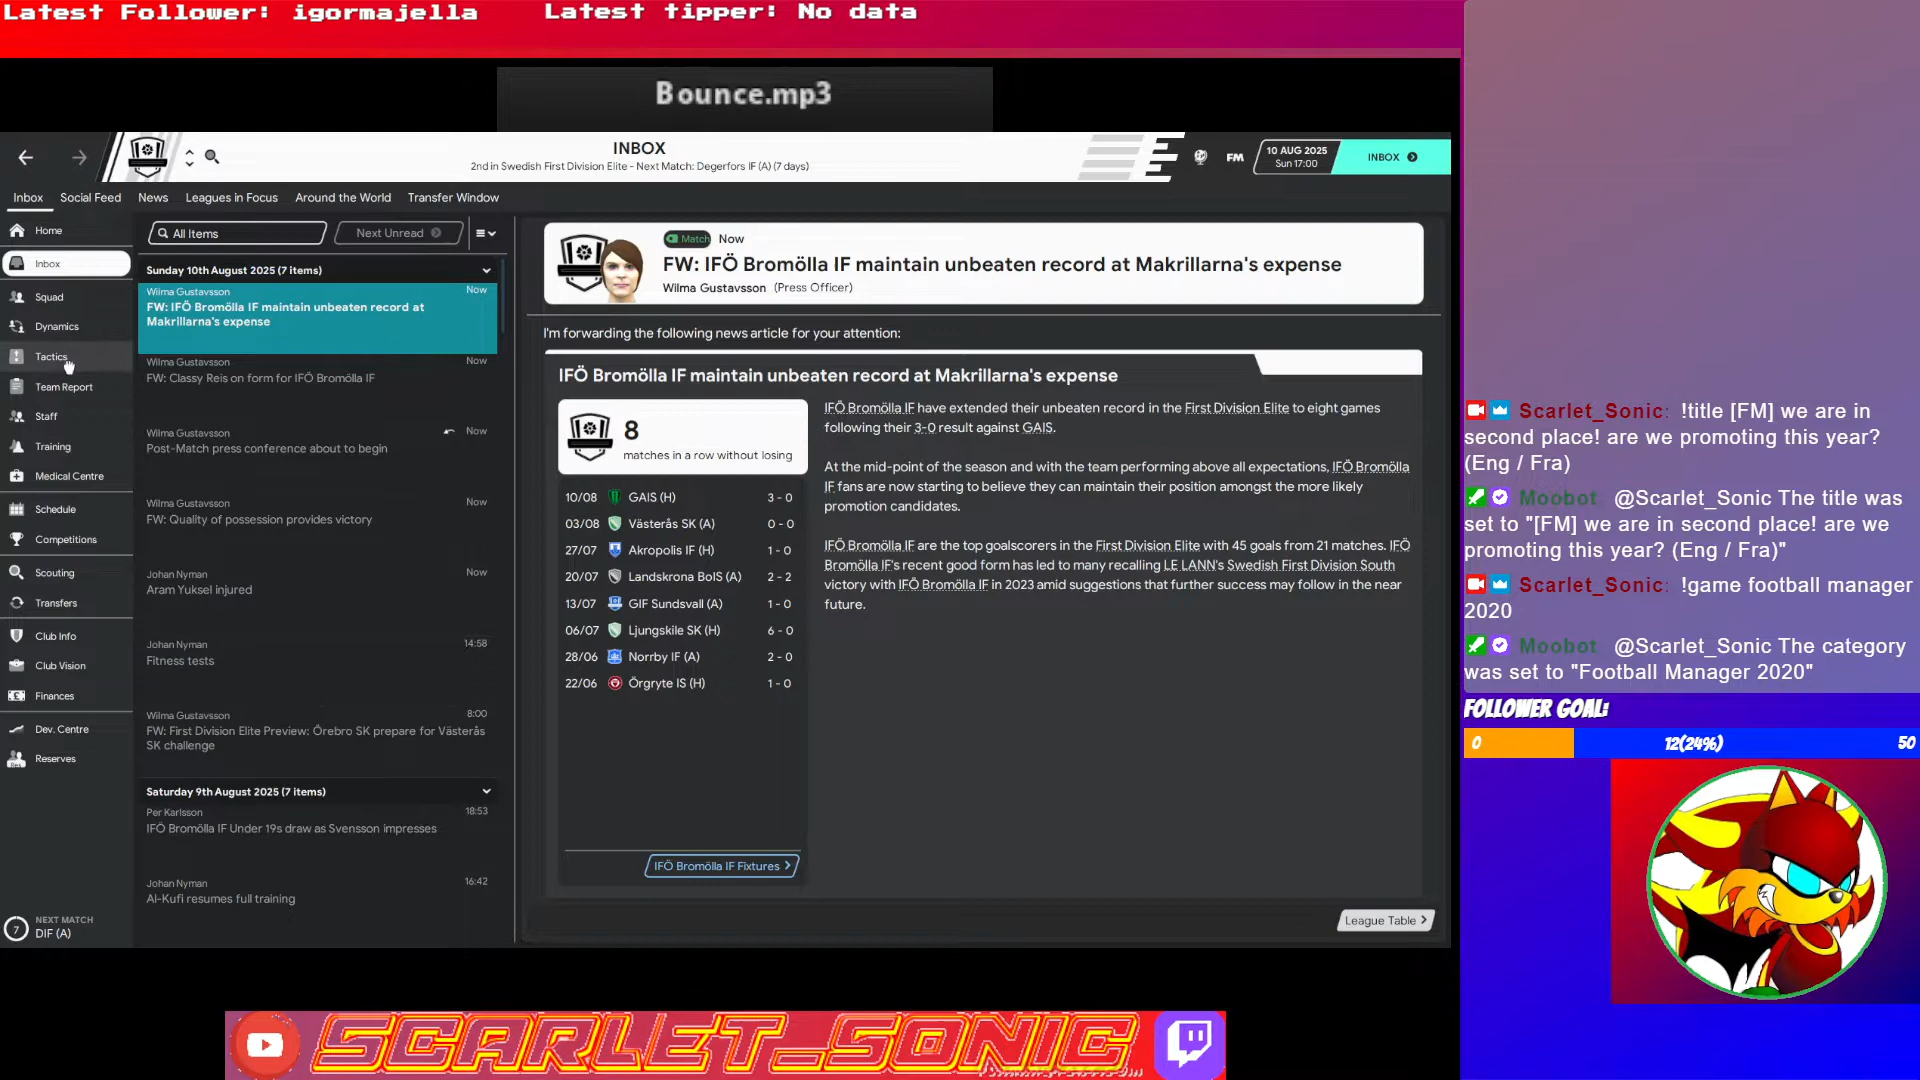 Latest Follower: igormajella
Latest tipper: No data
Bounce.mp3
INBOX
2nd in Swedish First Division Elite - Next Match: Degerfors IF (A) (7 days)
FM
10 AUG 2025
Sun 17:00
INBOX
Inbox
Social Feed
News
Leagues in Focus
Around the World
Transfer Window
Home
Inbox
Squad
Dynamics
Tactics
Team Report
Staff
Training
Medical Centre
Schedule
Competitions
Scouting
Transfers
Club Info
Club Vision
Finances
Dev. Centre
Reserves
7
NEXT MATCH
DIF (A)
All Items
Next Unread
Sunday 10th August 2025 (7 items)
Wilma Gustavsson
Now
FW: IFÖ Bromölla IF maintain unbeaten record at
Makrillarna's expense
Wilma Gustavsson
Now
FW: Classy Reis on form for IFÖ Bromölla IF
Wilma Gustavsson
Now
Post-Match press conference about to begin
Wilma Gustavsson
Now
FW: Quality of possession provides victory
Johan Nyman
Now
Aram Yuksel injured
Johan Nyman
14:58
Fitness tests
Wilma Gustavsson
8:00
FW: First Division Elite Preview: Örebro SK prepare for Västerås
SK challenge
Saturday 9th August 2025 (7 items)
Per Karlsson
18:53
IFÖ Bromölla IF Under 19s draw as Svensson impresses
Johan Nyman
16:42
Al-Kufi resumes full training
Match
Now
FW: IFÖ Bromölla IF maintain unbeaten record at Makrillarna's expense
Wilma Gustavsson (Press Officer)
I'm forwarding the following news article for your attention:
IFÖ Bromölla IF maintain unbeaten record at Makrillarna's expense
8
matches in a row without losing
10/08 GAIS (H) 3 - 0
03/08 Västerås SK (A) 0 - 0
27/07 Akropolis IF (H) 1 - 0
20/07 Landskrona BoIS (A) 2 - 2
13/07 GIF Sundsvall (A) 1 - 0
06/07 Ljungskile SK (H) 6 - 0
28/06 Norrby IF (A) 2 - 0
22/06 Örgryte IS (H) 1 - 0
IFÖ Bromölla IF Fixtures
IFÖ Bromölla IF have extended their unbeaten record in the First Division Elite to eight games
following their 3-0 result against GAIS.
At the mid-point of the season and with the team performing above all expectations, IFÖ Bromölla
IF fans are now starting to believe they can maintain their position amongst the more likely
promotion candidates.
IFÖ Bromölla IF are the top goalscorers in the First Division Elite with 45 goals from 21 matches. IFÖ
Bromölla IF's recent good form has led to many recalling LE LANN's Swedish First Division South
victory with IFÖ Bromölla IF in 2023 amid suggestions that further success may follow in the near
future.
League Table
Scarlet_Sonic: !title [FM] we are in
second place! are we promoting this year?
(Eng / Fra)
Moobot @Scarlet_Sonic The title was
set to "[FM] we are in second place! are we
promoting this year? (Eng / Fra)"
Scarlet_Sonic: !game football manager
2020
Moobot @Scarlet_Sonic The category
was set to "Football Manager 2020"
FOLLOWER GOAL:
0
12(24%)
50
SCARLET_SONIC